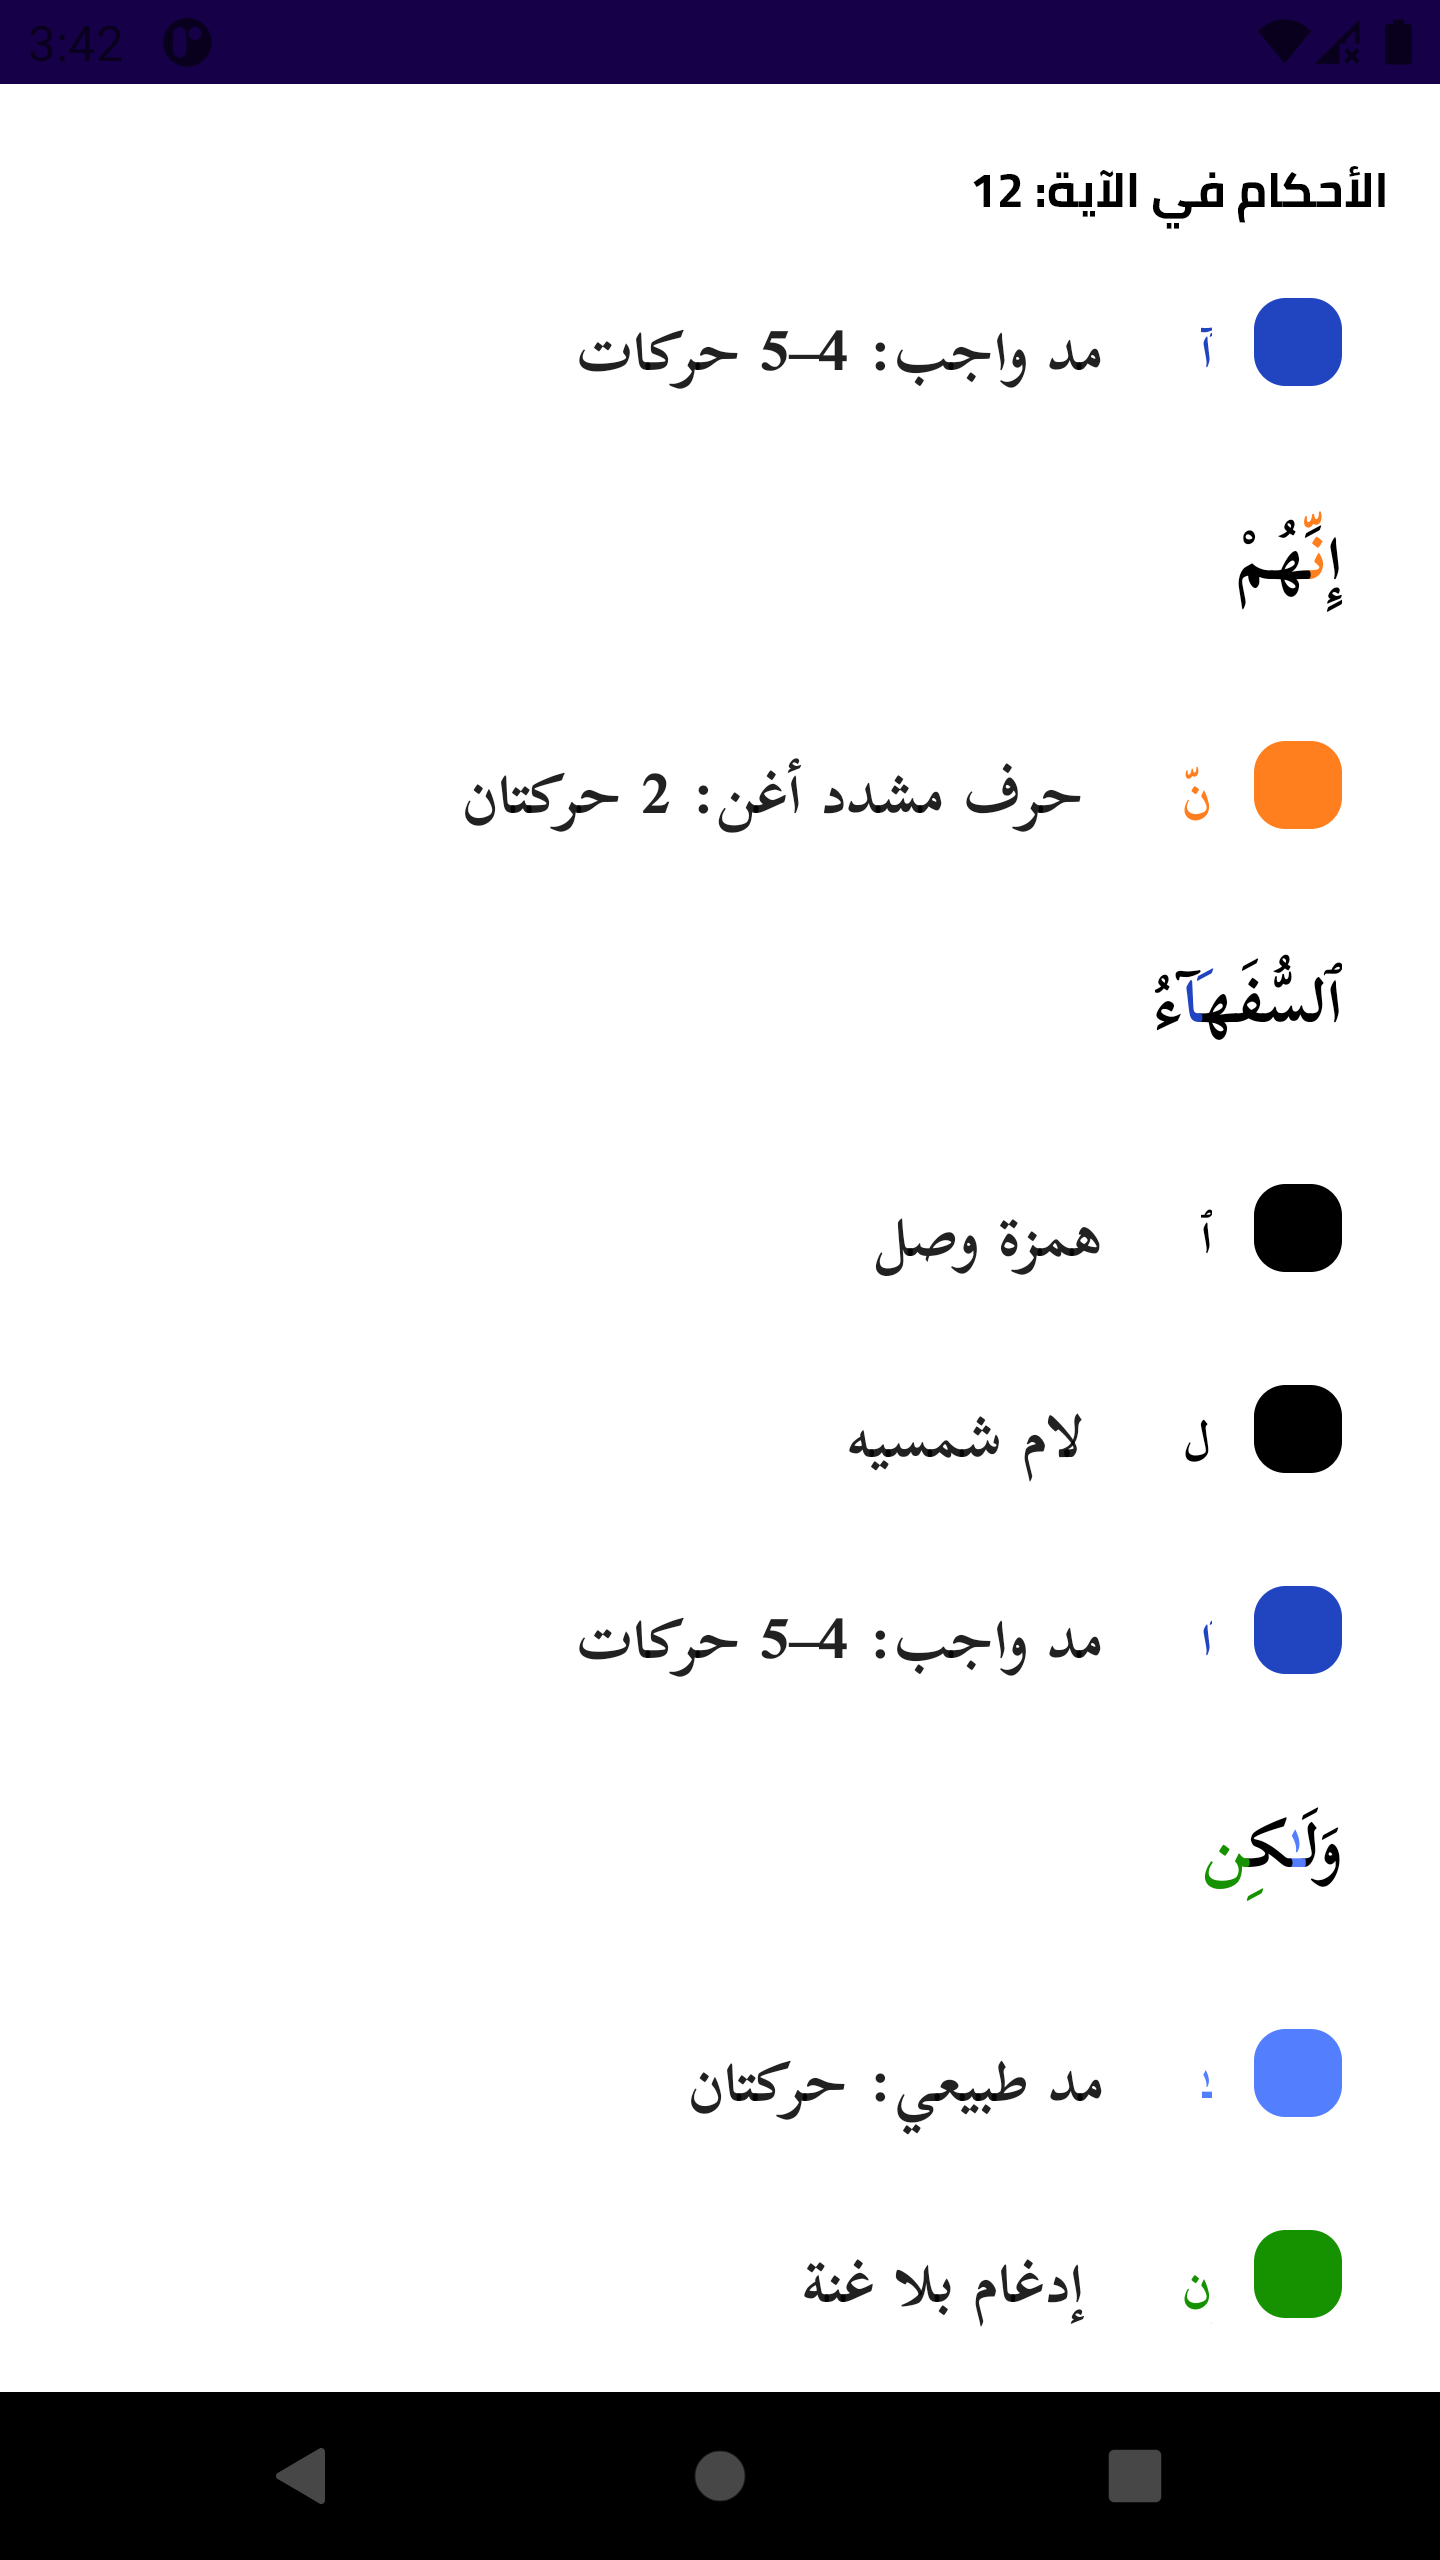 3:42
الأحكام في الآية: 12
آ مد واجب: 4–5 حركات
إِنَّهُمْ
نّ حرف مشدد أغن: 2 حركتان
ٱلسُّفَهَآءُ
ٱ همزة وصل
ل لام شمسيه
اَ مد واجب: 4–5 حركات
وَلَـٰكِن
ـٰ مد طبيعي: حركتان
ن إدغام بلا غنة